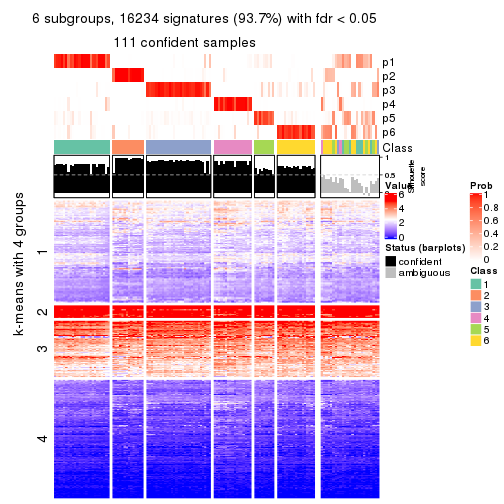 6 subgroups, 16234 signatures (93.7%) with fdr < 0.05
111 confident samples
p1
p2
p3
p4
p5
p6
Class
1
0.5
0
Silhouette
score
k-means with 4 groups
1
2
3
4
Value
6
4
2
0
Status (barplots)
confident
ambiguous
Prob
1
0.8
0.6
0.4
0.2
0
Class
1
2
3
4
5
6